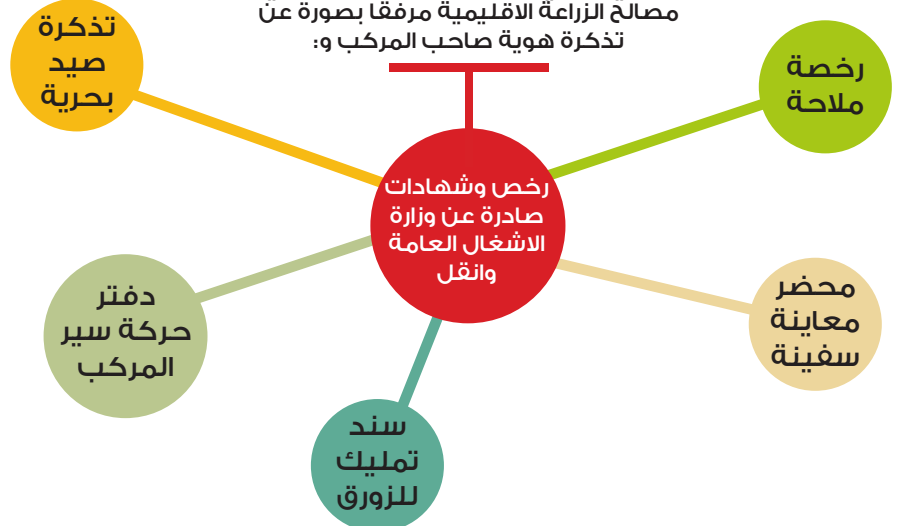 مصالح الزراعة الاقليمية مرفقا بصورة عن
تذكرة هوية صاحب المركب و:
رخصة
ملاحة
تذكرة
صيد
بحرية
رخص وشهادات
صادرة عن وزارة
الاشغال العامة
وانقل
محضر
معاينة
سفينة
دفتر
حركة سير
المركب
سند
تمليك
للزورق